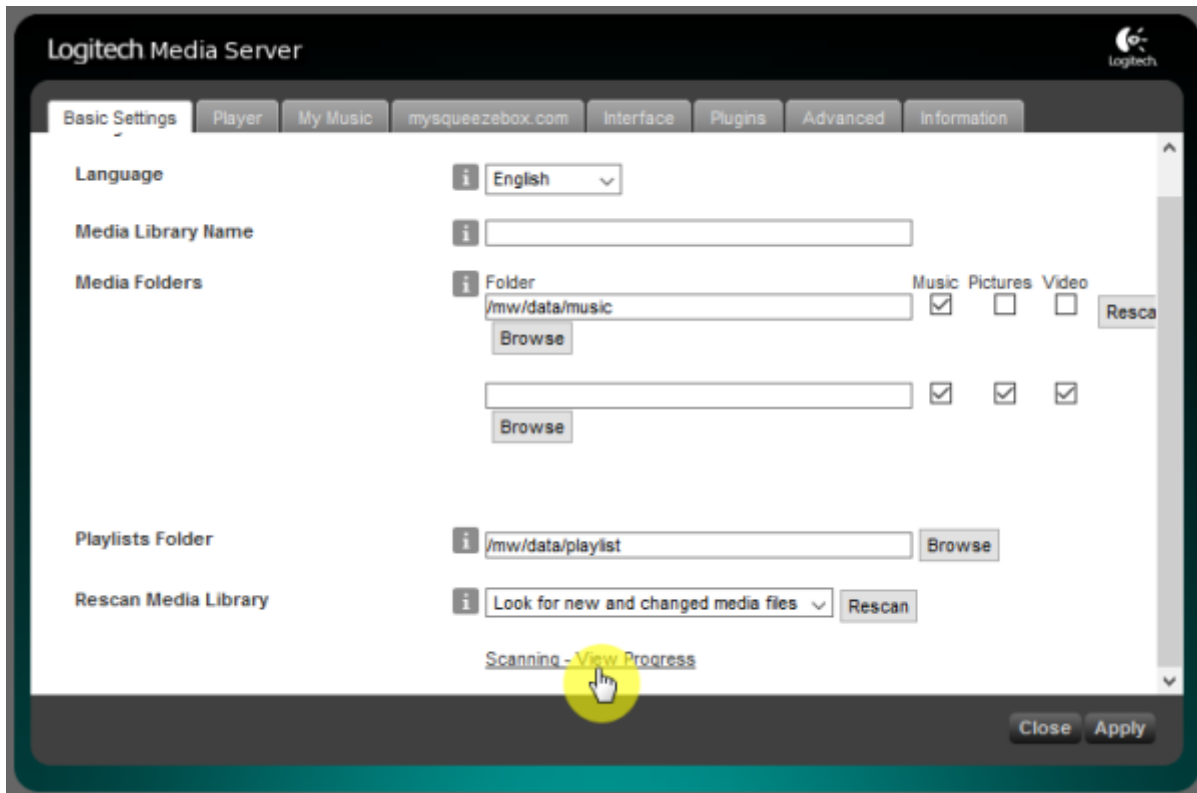 Logitech Media Server
Logitech
Basic Settings Player My Music mysqueezebox.com Interface Plugins Advanced Information
Language i English
Media Library Name i
Media Folders i Folder Music Pictures Video
/mw/data/music Resca
Browse
Browse
Playlists Folder i /mw/data/playlist Browse
Rescan Media Library i Look for new and changed media files Rescan
Scanning - View Progress
Close Apply